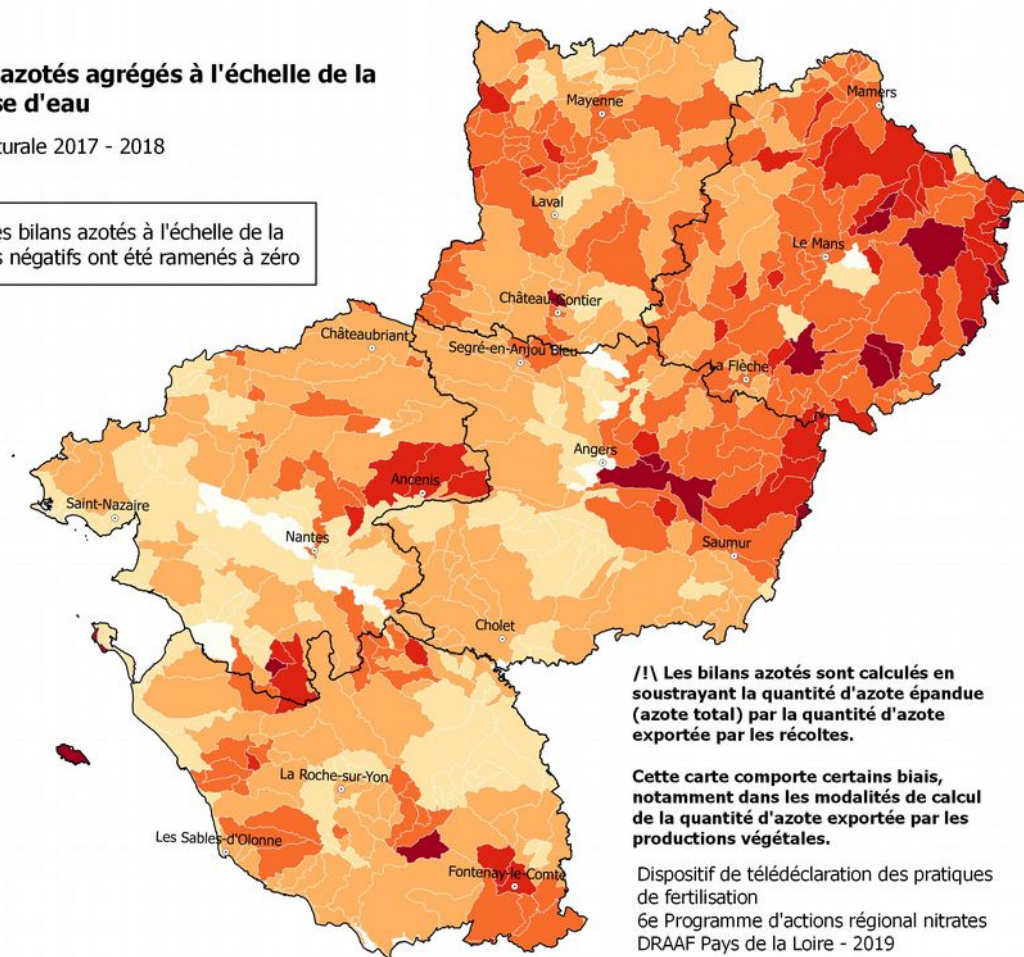 azotés agrégés à l'échelle de la
se d'eau
turale 2017 - 2018
es bilans azotés à l'échelle de la
s négatifs ont été ramenés à zéro
Mayenne
Mamers
Laval
Le Mans
Château-Gontier
Châteaubriant
Segré-en-Anjou Bleu
La Flèche
Angers
Ancenis
Saint-Nazaire
Nantes
Saumur
Cholet
La Roche-sur-Yon
Les Sables-d'Olonne
Fontenay-le-Comte
/!\ Les bilans azotés sont calculés en
soustrayant la quantité d'azote épandue
(azote total) par la quantité d'azote
exportée par les récoltes.
Cette carte comporte certains biais,
notamment dans les modalités de calcul
de la quantité d'azote exportée par les
productions végétales.
Dispositif de télédéclaration des pratiques
de fertilisation
6e Programme d'actions régional nitrates
DRAAF Pays de la Loire - 2019